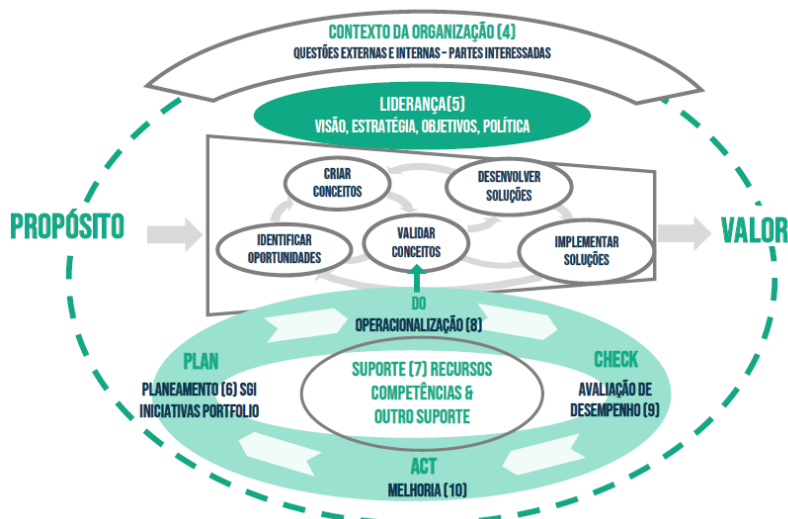 CONTEXTO DA ORGANIZAÇÃO (4)
QUESTÕES EXTERNAS E INTERNAS – PARTES INTERESSADAS
LIDERANÇA(5)
VISÃO, ESTRATÉGIA, OBJETIVOS, POLÍTICA
CRIAR
CONCEITOS
DESENVOLVER
SOLUÇÕES
PROPÓSITO
IDENTIFICAR
OPORTUNIDADES
VALIDAR
CONCEITOS
IMPLEMENTAR
SOLUÇÕES
VALOR
DO
OPERACIONALIZAÇÃO (8)
PLAN
PLANEAMENTO (6) SGI
INICIATIVAS PORTFOLIO
SUPORTE (7) RECURSOS
COMPETÊNCIAS &
OUTRO SUPORTE
CHECK
AVALIAÇÃO DE
DESEMPENHO (9)
ACT
MELHORIA (10)